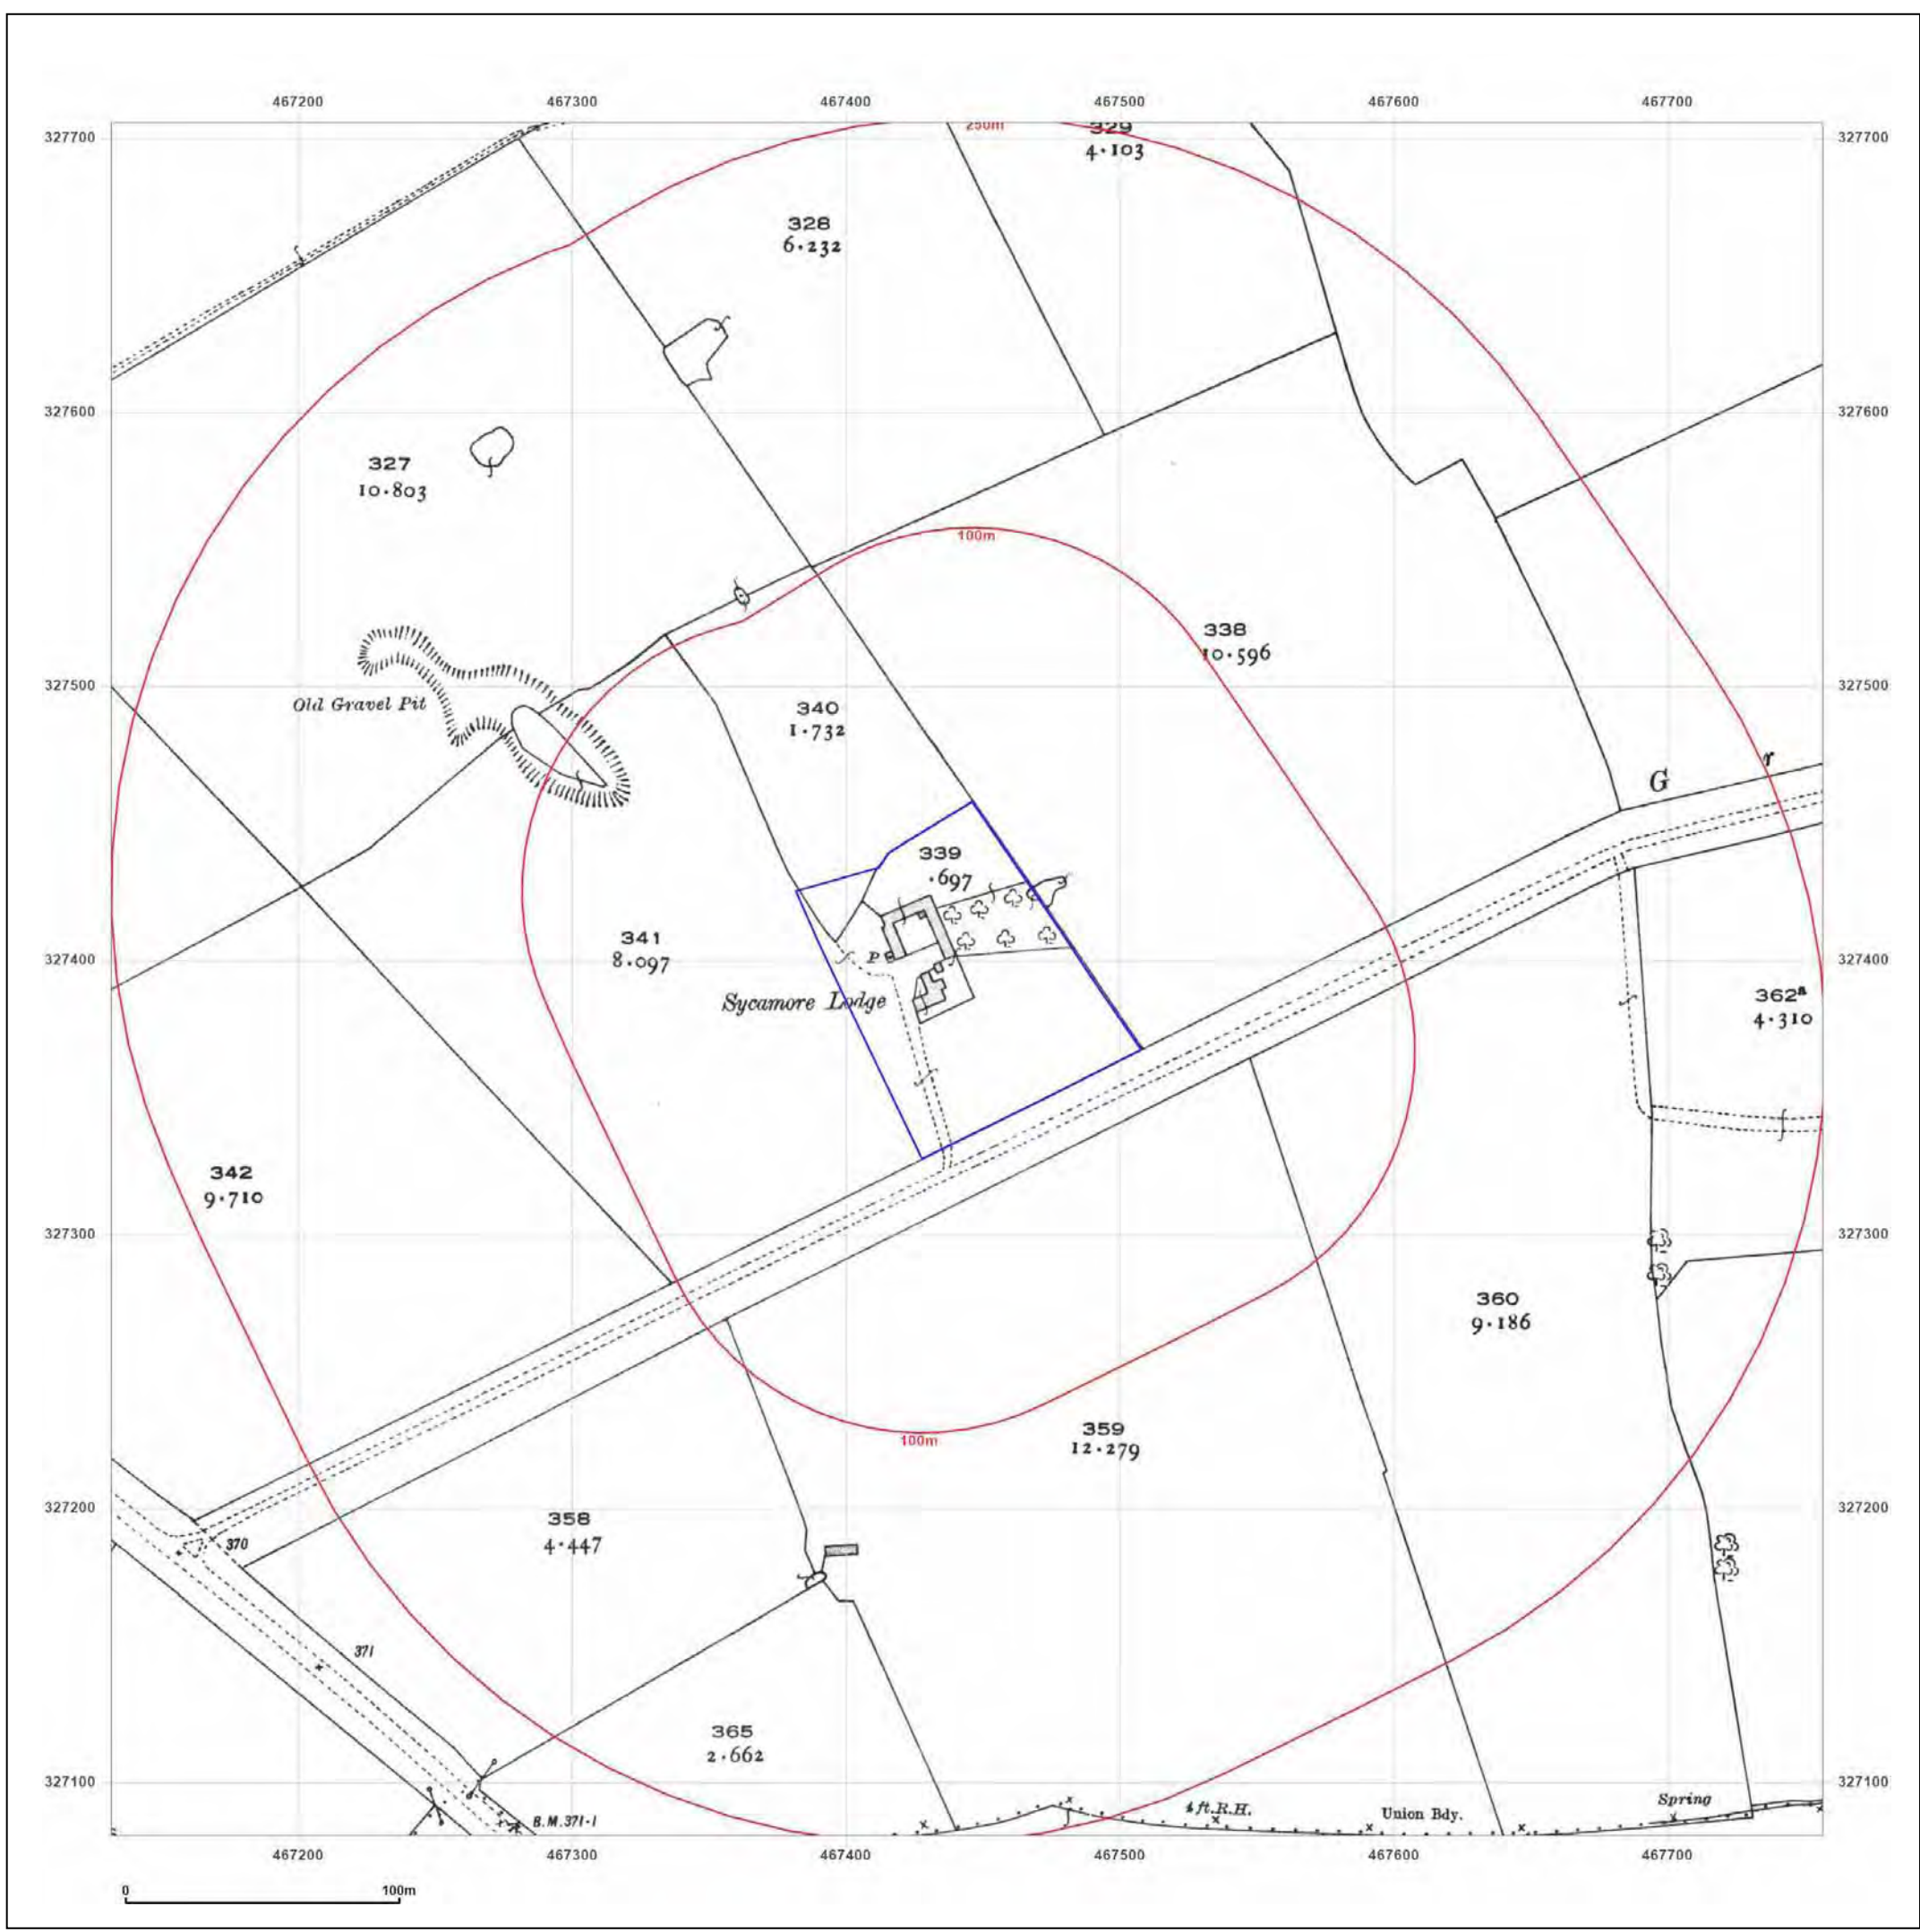 467200 467300 467400 467500 467600 467700
327700 327700
250m
329
4·103
328
6·232
327600 327600
327
10·803
100m
338
10·596
327500 327500
Old Gravel Pit
340
1·732
G r
339
·697
341
8·097
P
327400 327400
Sycamore Lodge
362a
4·310
342
9·710
327300 327300
360
9·186
359
12·279
100m
327200 327200
358
4·447
370
371
365
2·662
327100 327100
Spring
4 ft.R.H.
Union Bdy.
B.M.371·1
467200 467300 467400 467500 467600 467700
0 100m